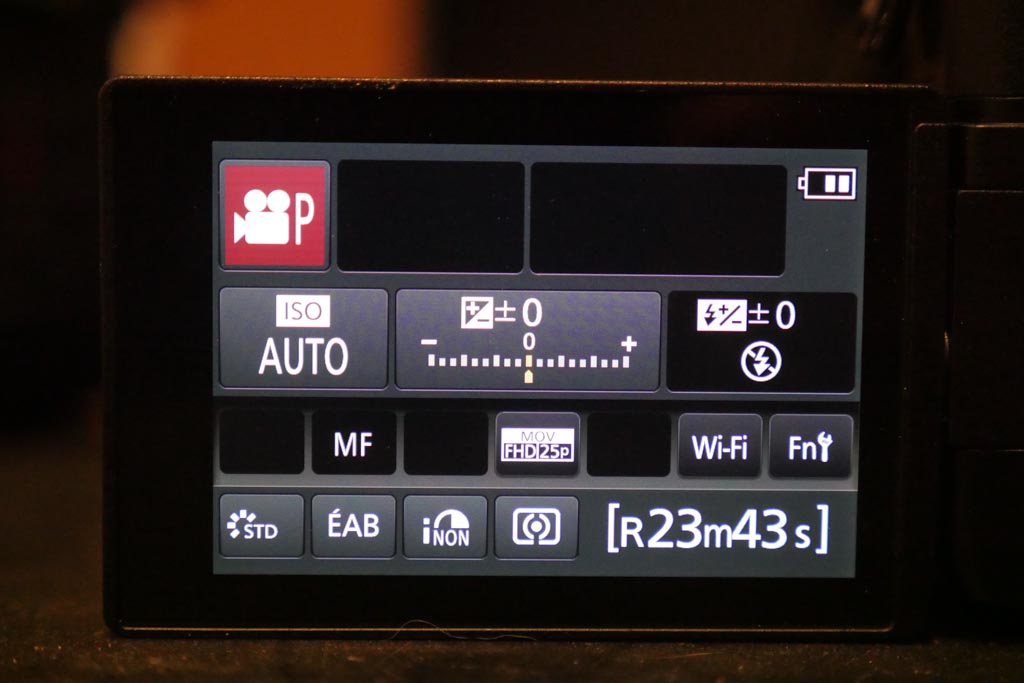 P
ISO
AUTO
±0
0
- +
±0
MF
MOV
FHD 25p
Wi-Fi
Fn
STD
ÉAB
iNON
[R23m43s]